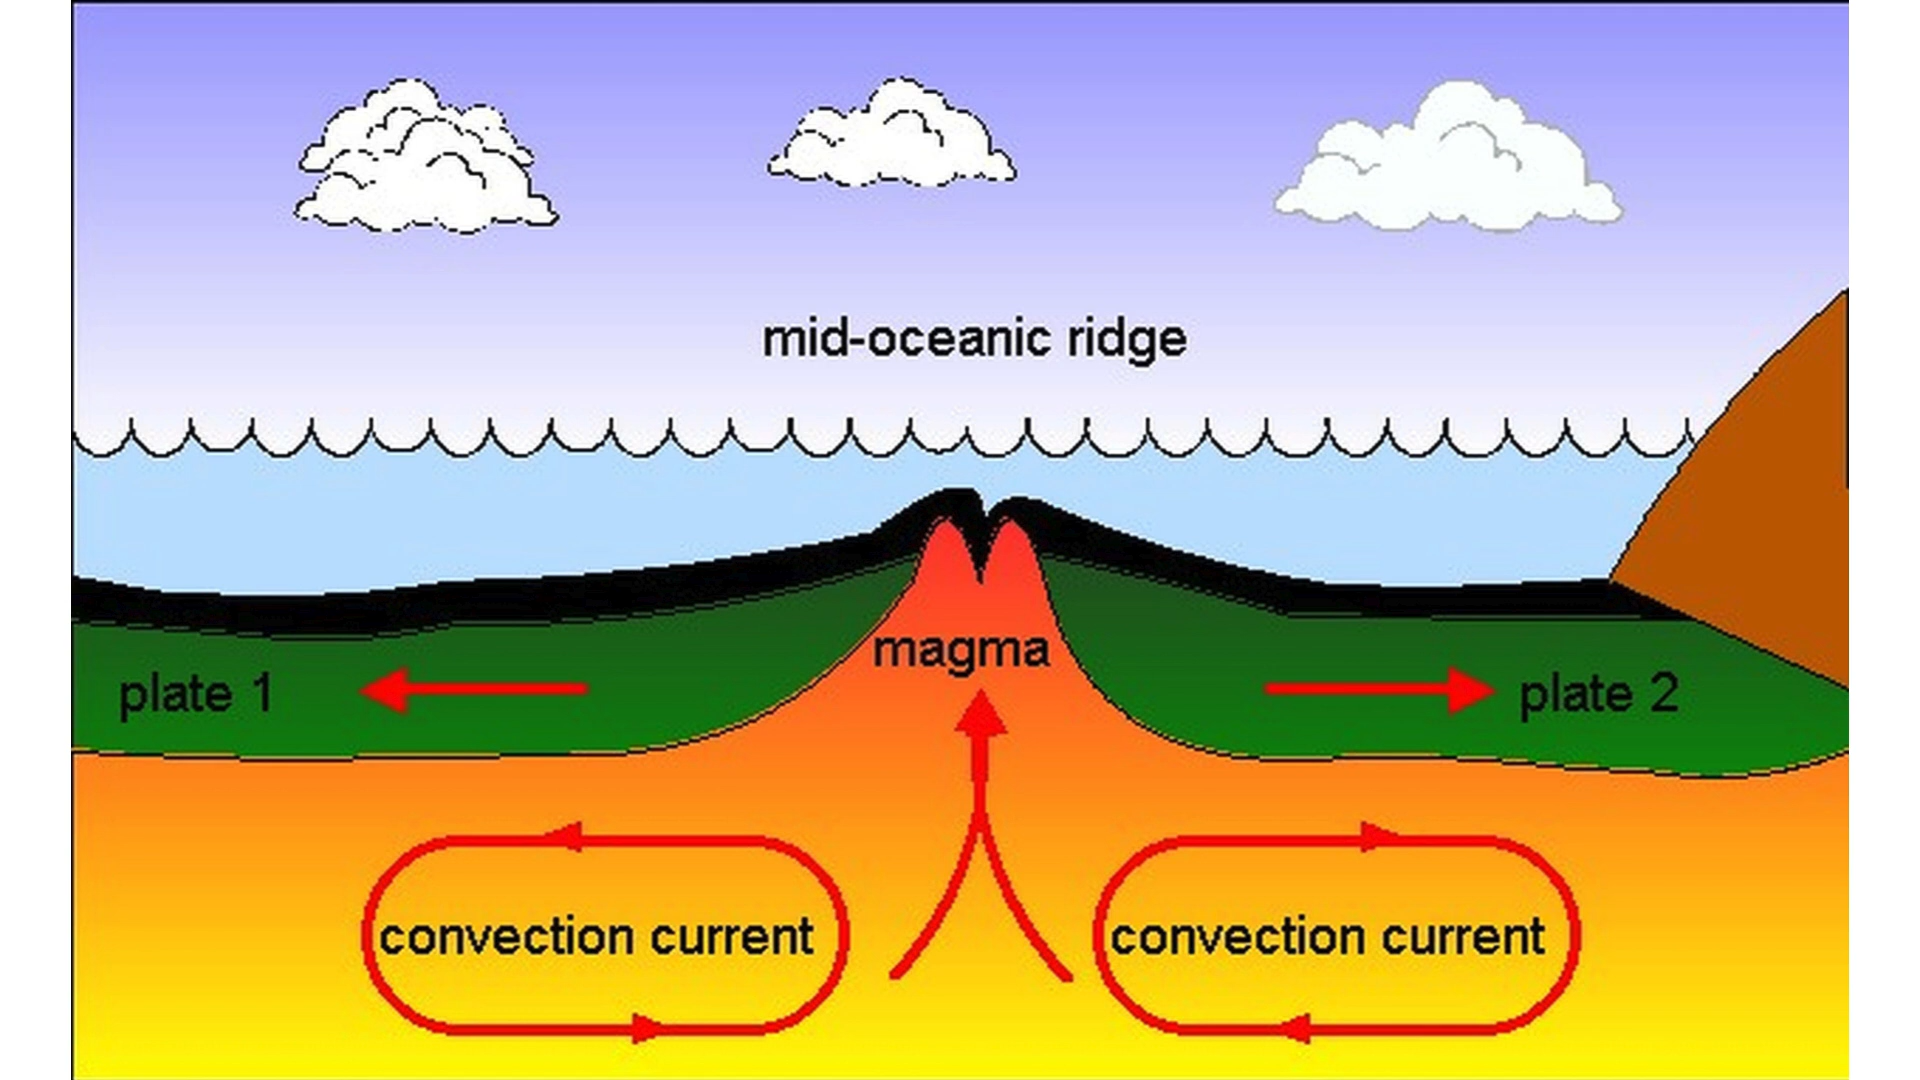 mid-oceanic ridge
magma
plate 1
plate 2
convection current
convection current